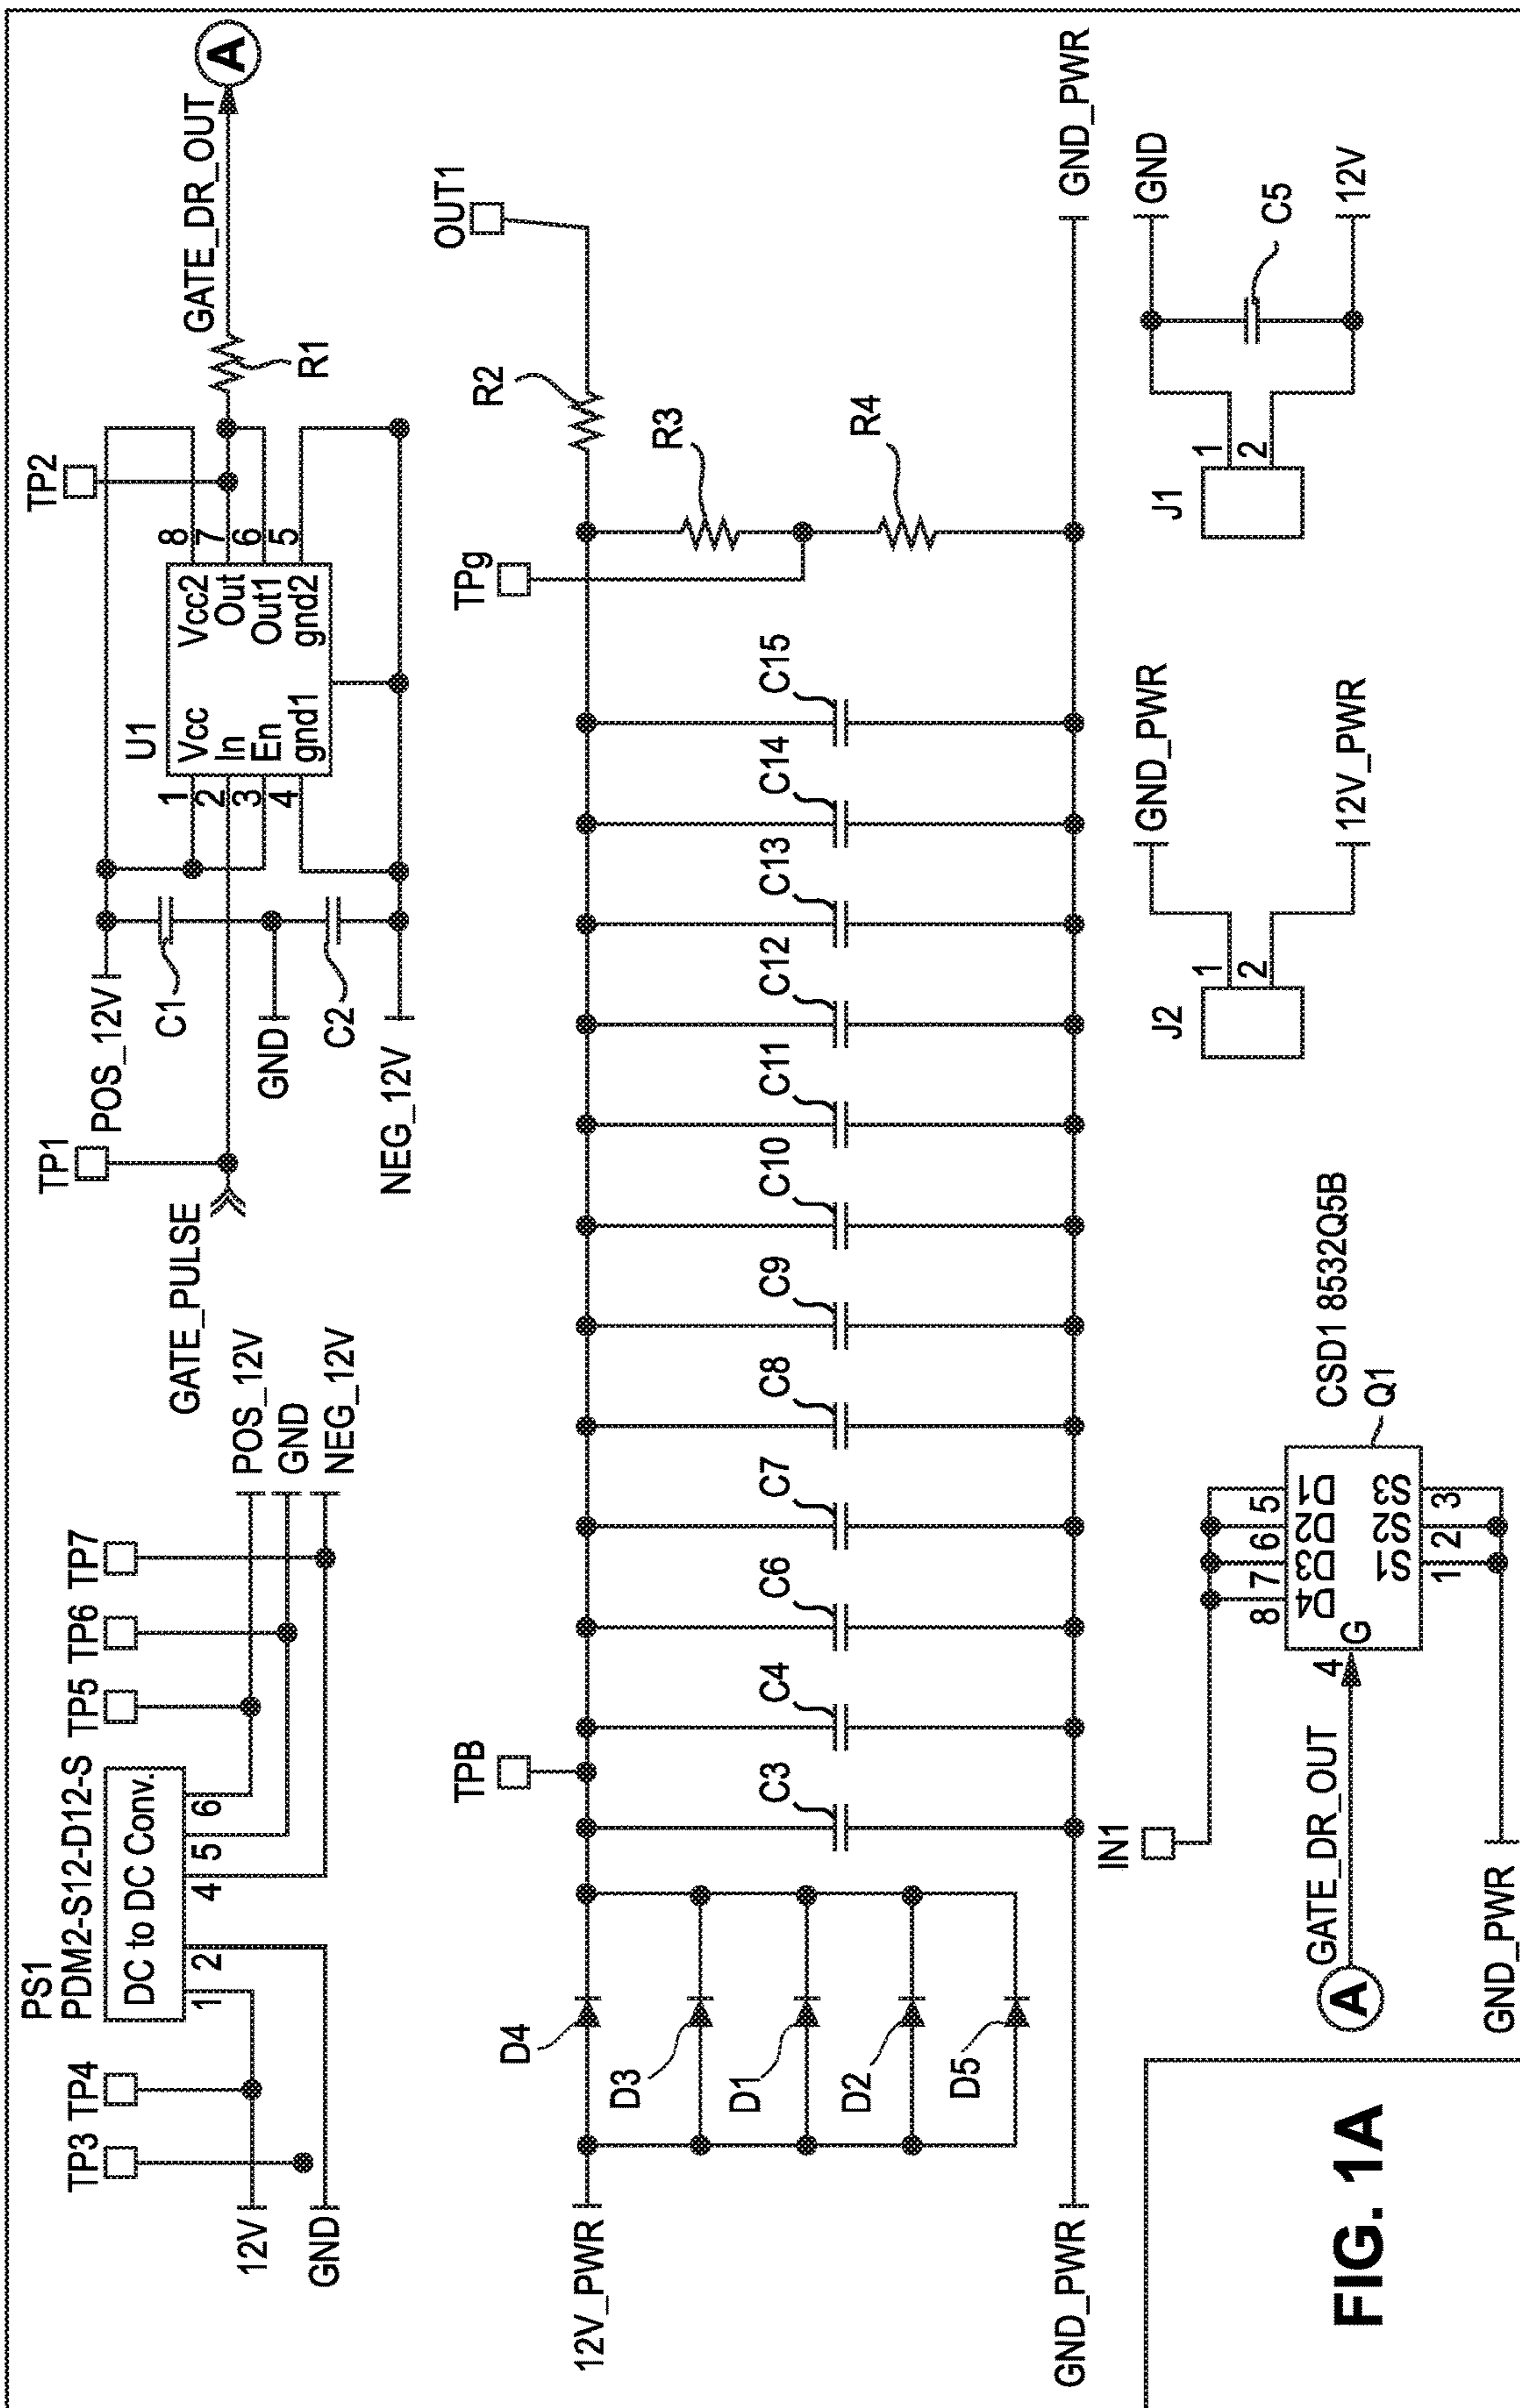 PS1
PDM2-S12-D12-S
DC to DC Conv.
1
2
4
5
6
TP3
TP4
TP5
TP6
TP7
12V
GND
POS_12V
GND
NEG_12V
TP1
GATE_PULSE
POS_12V
C1
GND
C2
NEG_12V
U1
1
2
3
4
Vcc
In
En
gnd1
Vcc2
Out
Out1
gnd2
8
7
6
5
TP2
R1
GATE_DR_OUT
A
12V_PWR
D4
D3
D1
D2
D5
TPB
C3
C4
C6
C7
C8
C9
C10
C11
C12
C13
C14
C15
TPg
R2
R3
R4
OUT1
GND_PWR
GND_PWR
IN1
A
GATE_DR_OUT
4
G
8
7
6
5
D4
D3
D2
D1
S1
S2
S3
1
2
3
CSD1 8532Q5B
Q1
GND_PWR
J2
1
2
GND_PWR
12V_PWR
J1
1
2
GND
C5
12V
FIG. 1A